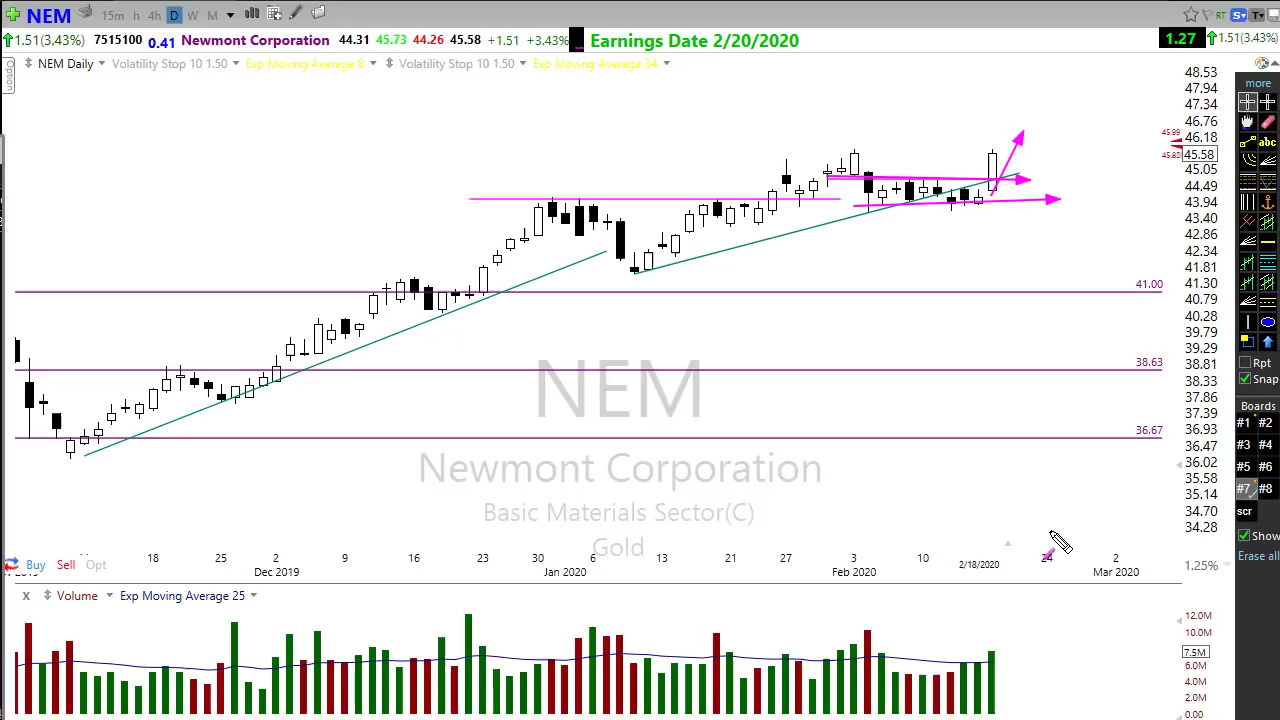 NEM 15m h 4h D W M RT S T
1.51(3.43%) 7515100 0.41 Newmont Corporation 44.31 45.73 44.26 45.58 +1.51 +3.43% Earnings Date 2/20/2020 1.27 1.51(3.43%)
Option
NEM Daily Volatility Stop 10 1.50 Exp Moving Average 8 Volatility Stop 10 1.50 Exp Moving Average 34
48.53
47.94
47.34
46.76
45.99
46.18
45.58
45.05
44.49
43.94
43.40
42.86
42.34
41.81
41.00
41.30
40.79
40.28
39.79
39.29
38.63
38.81
38.33
37.86
37.39
36.67
36.93
36.47
36.02
35.58
35.14
34.70
34.28
NEM
Newmont Corporation
Basic Materials Sector(C)
Gold
18 25 2 9 16 23 30 6 13 21 27 3 10 24 2
Dec 2019 Jan 2020 Feb 2020 2/18/2020 Mar 2020
Buy Sell Opt 1.25%
x Volume Exp Moving Average 25
12.0M
10.0M
7.5M
6.0M
4.0M
2.0M
0.00
more
abc
Rpt
Snap
Boards
#1 #2
#3 #4
#5 #6
#7 #8
scr
Show
Erase all